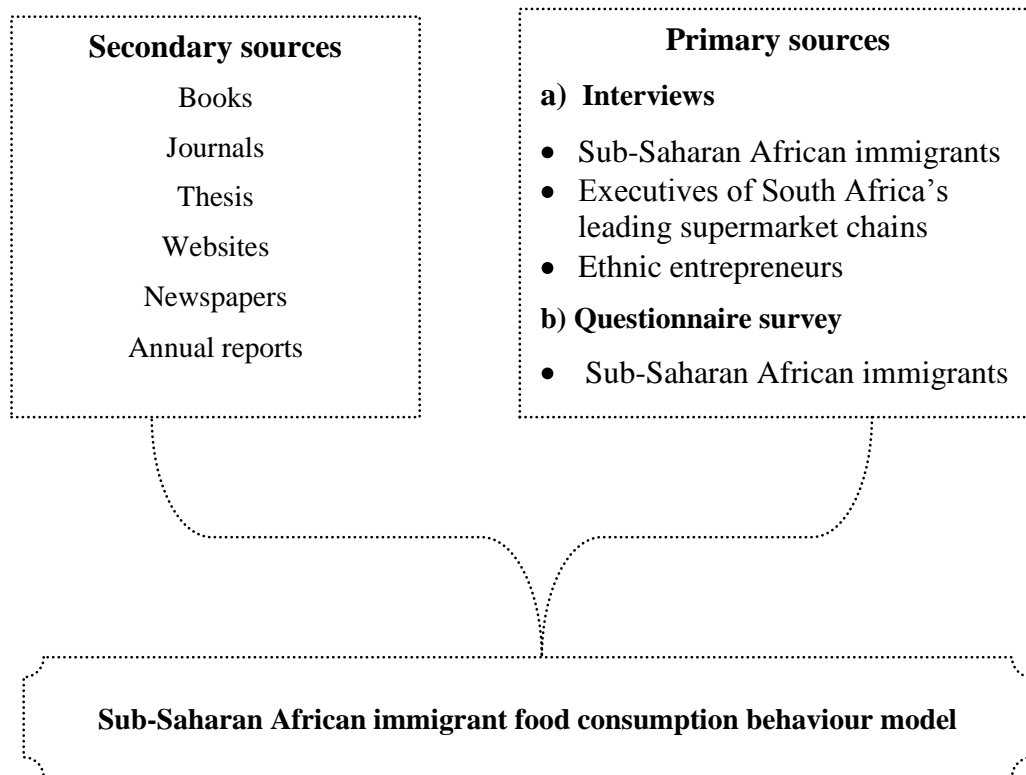 Secondary sources
Books
Journals
Thesis
Websites
Newspapers
Annual reports
Primary sources
a) Interviews
• Sub-Saharan African immigrants
• Executives of South Africa’s
leading supermarket chains
• Ethnic entrepreneurs
b) Questionnaire survey
• Sub-Saharan African immigrants
Sub-Saharan African immigrant food consumption behaviour model